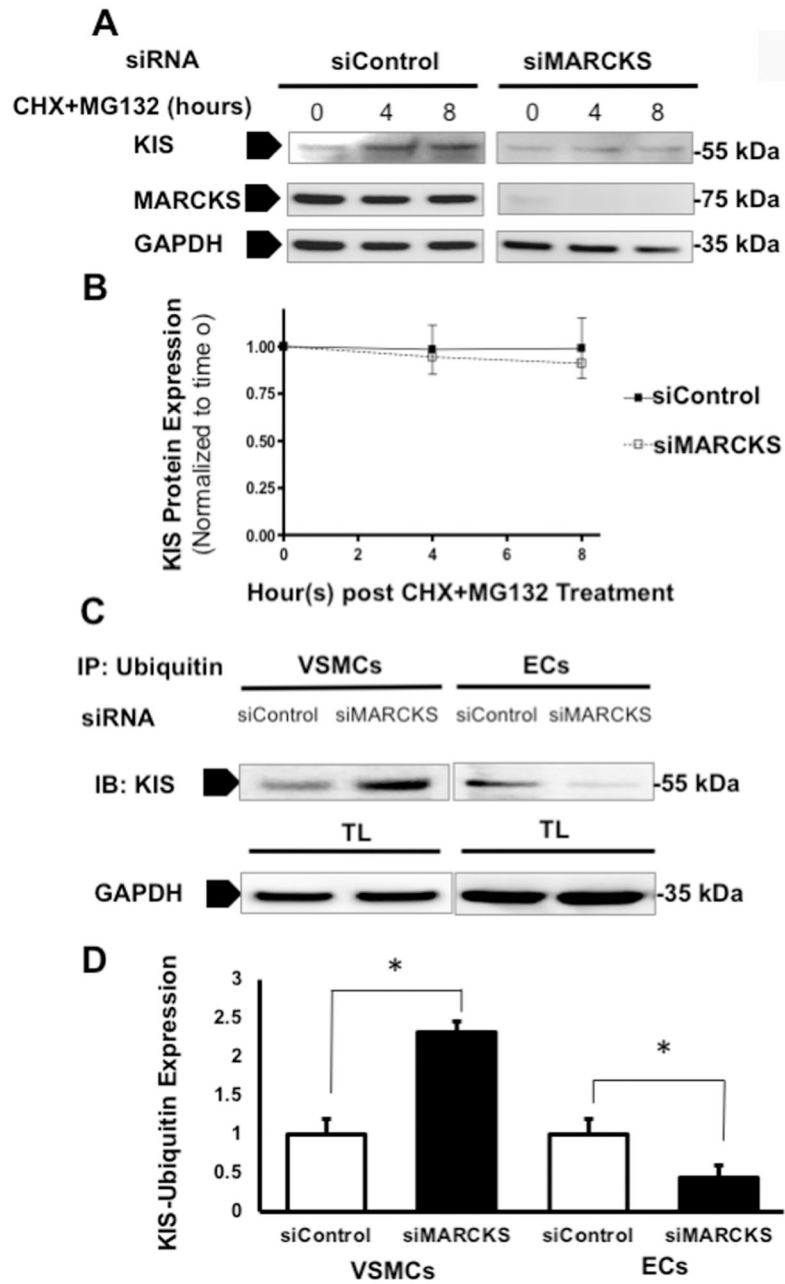 A
siRNA siControl siMARCKS
CHX+MG132 (hours) 0 4 8 0 4 8
KIS -55 kDa
MARCKS -75 kDa
GAPDH -35 kDa
B
KIS Protein Expression
(Normalized to time o)
1.00
0.75
0.50
0.25
0.00
0 2 4 6 8
Hour(s) post CHX+MG132 Treatment
siControl
siMARCKS
C
IP: Ubiquitin VSMCs ECs
siRNA siControl siMARCKS siControl siMARCKS
IB: KIS -55 kDa
TL TL
GAPDH -35 kDa
D
KIS-Ubiquitin Expression
3
2.5
2
1.5
1
0.5
0
* *
siControl siMARCKS siControl siMARCKS
VSMCs ECs